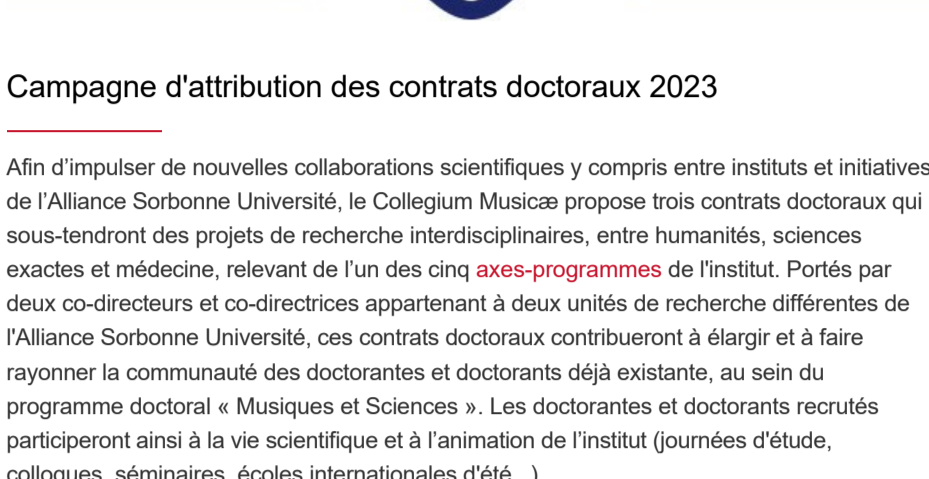 Campagne d'attribution des contrats doctoraux 2023
Afin d’impulser de nouvelles collaborations scientifiques y compris entre instituts et initiatives
de l’Alliance Sorbonne Université, le Collegium Musicæ propose trois contrats doctoraux qui
sous-tendront des projets de recherche interdisciplinaires, entre humanités, sciences
exactes et médecine, relevant de l’un des cinq axes-programmes de l'institut. Portés par
deux co-directeurs et co-directrices appartenant à deux unités de recherche différentes de
l'Alliance Sorbonne Université, ces contrats doctoraux contribueront à élargir et à faire
rayonner la communauté des doctorantes et doctorants déjà existante, au sein du
programme doctoral « Musiques et Sciences ». Les doctorantes et doctorants recrutés
participeront ainsi à la vie scientifique et à l’animation de l’institut (journées d'étude,
colloques, séminaires, écoles internationales d'été...)